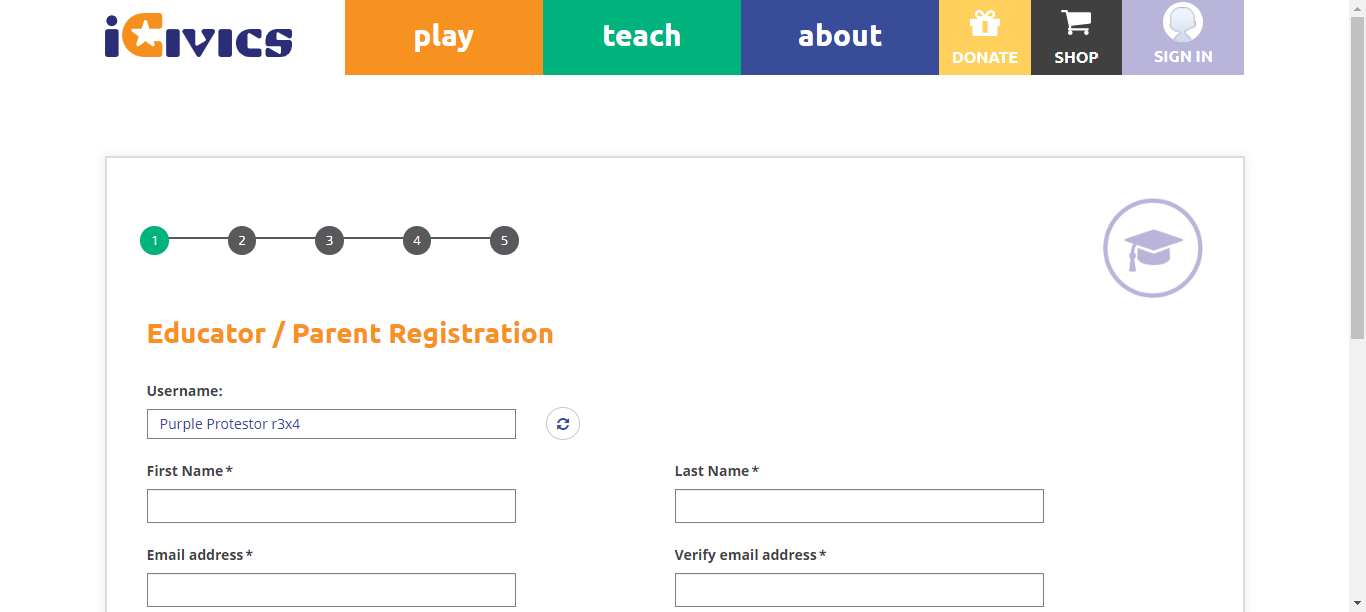 iCivics
play
teach
about
DONATE
SHOP
SIGN IN
1 2 3 4 5
Educator / Parent Registration
Username:
Purple Protestor r3x4
First Name* Last Name*
Email address* Verify email address*